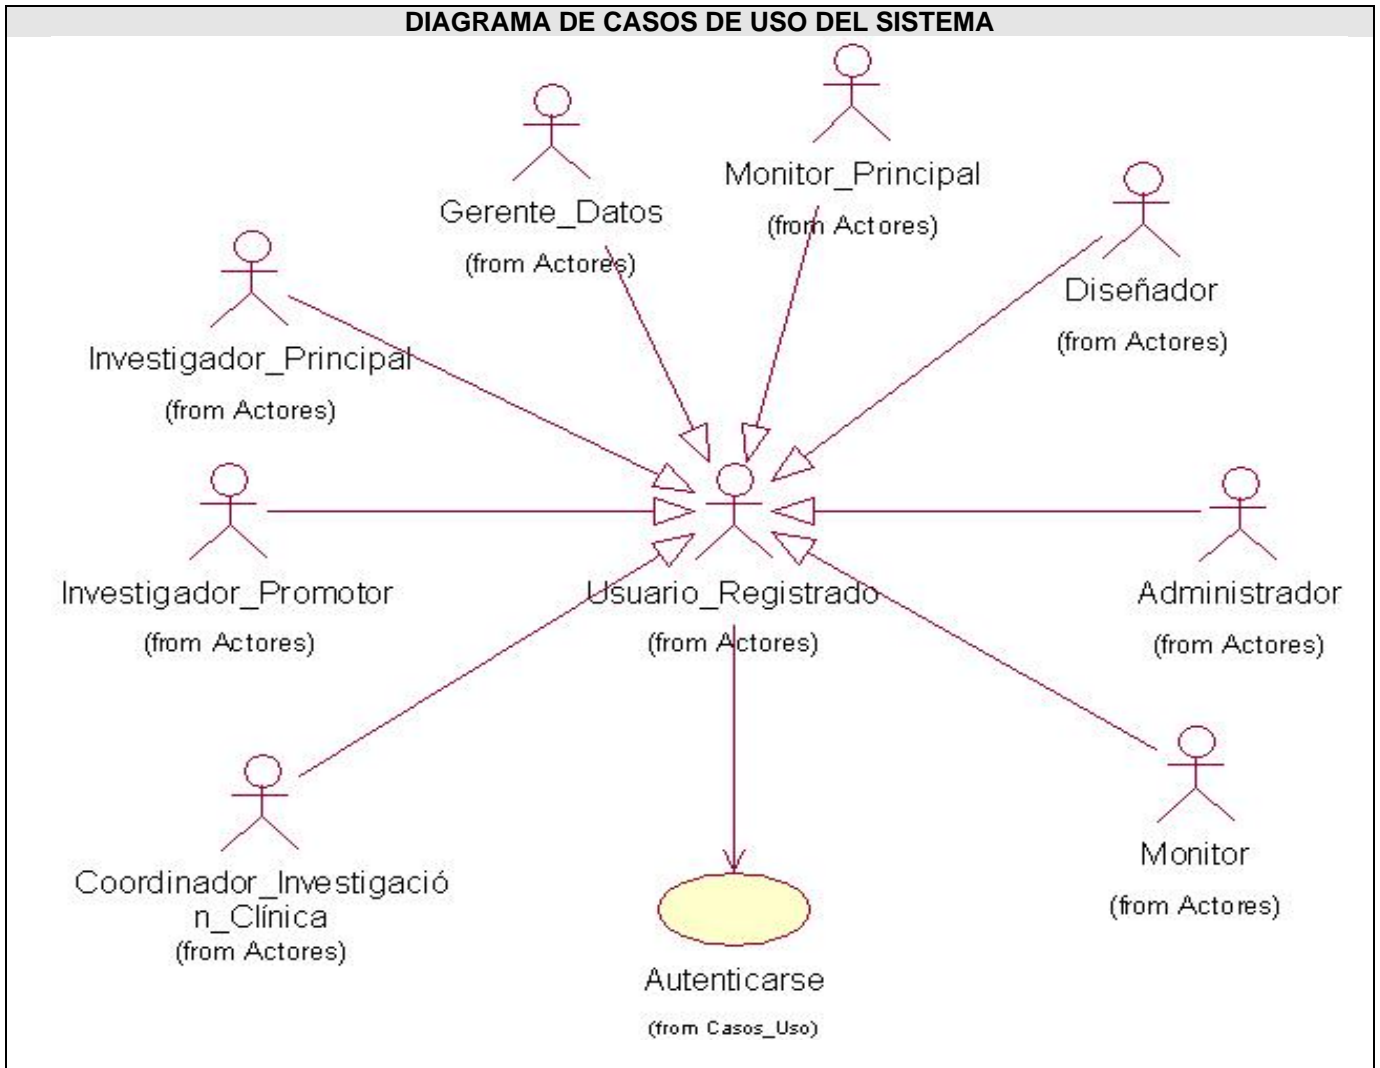 DIAGRAMA DE CASOS DE USO DEL SISTEMA
Monitor_Principal
(from Actores)
Gerente_Datos
(from Actores)
Diseñador
(from Actores)
Investigador_Principal
(from Actores)
Investigador_Promotor
(from Actores)
Usuario_Registrado
(from Actores)
Administrador
(from Actores)
Coordinador_Investigació
n_Clínica
(from Actores)
Monitor
(from Actores)
Autenticarse
(from Casos_Uso)